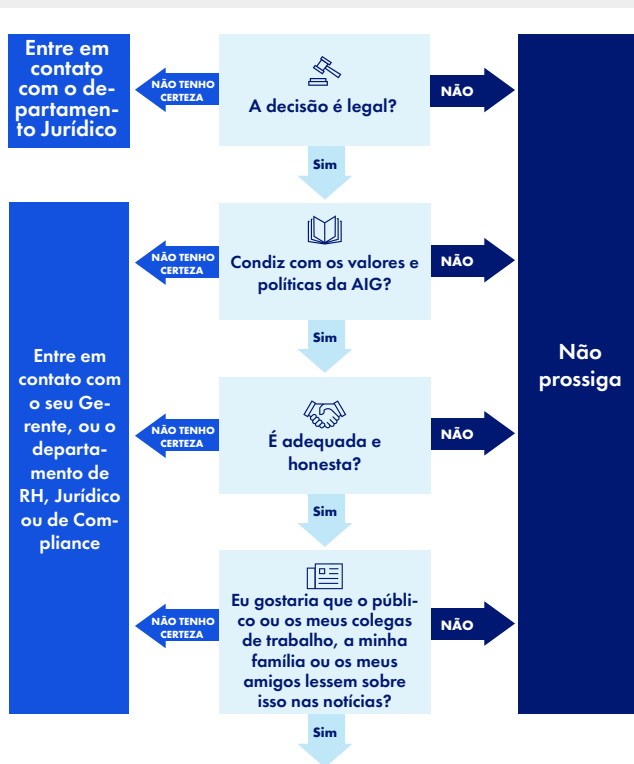 Entre em
contato
com o de-
partamen-
to Jurídico
NÃO TENHO
CERTEZA
A decisão é legal?
NÃO
Sim
NÃO TENHO
CERTEZA
Condiz com os valores e
políticas da AIG?
NÃO
Sim
Entre em
contato com
o seu Ge-
rente, ou o
departa-
mento de
RH, Jurídico
ou de Com-
pliance
Não
prossiga
NÃO TENHO
CERTEZA
É adequada e
honesta?
NÃO
Sim
NÃO TENHO
CERTEZA
Eu gostaria que o públi-
co ou os meus colegas
de trabalho, a minha
família ou os meus
amigos lessem sobre
isso nas notícias?
NÃO
Sim